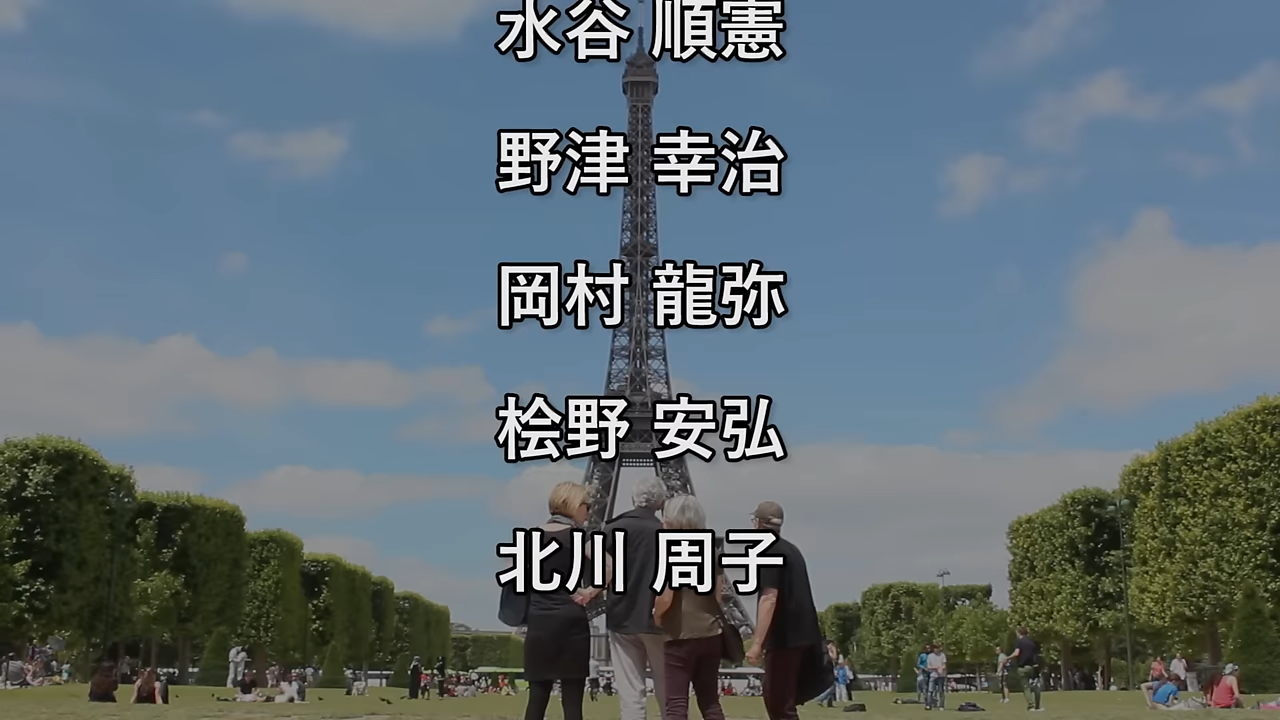 水谷 順憲
野津 幸治
岡村 龍弥
桧野 安弘
北川 周子